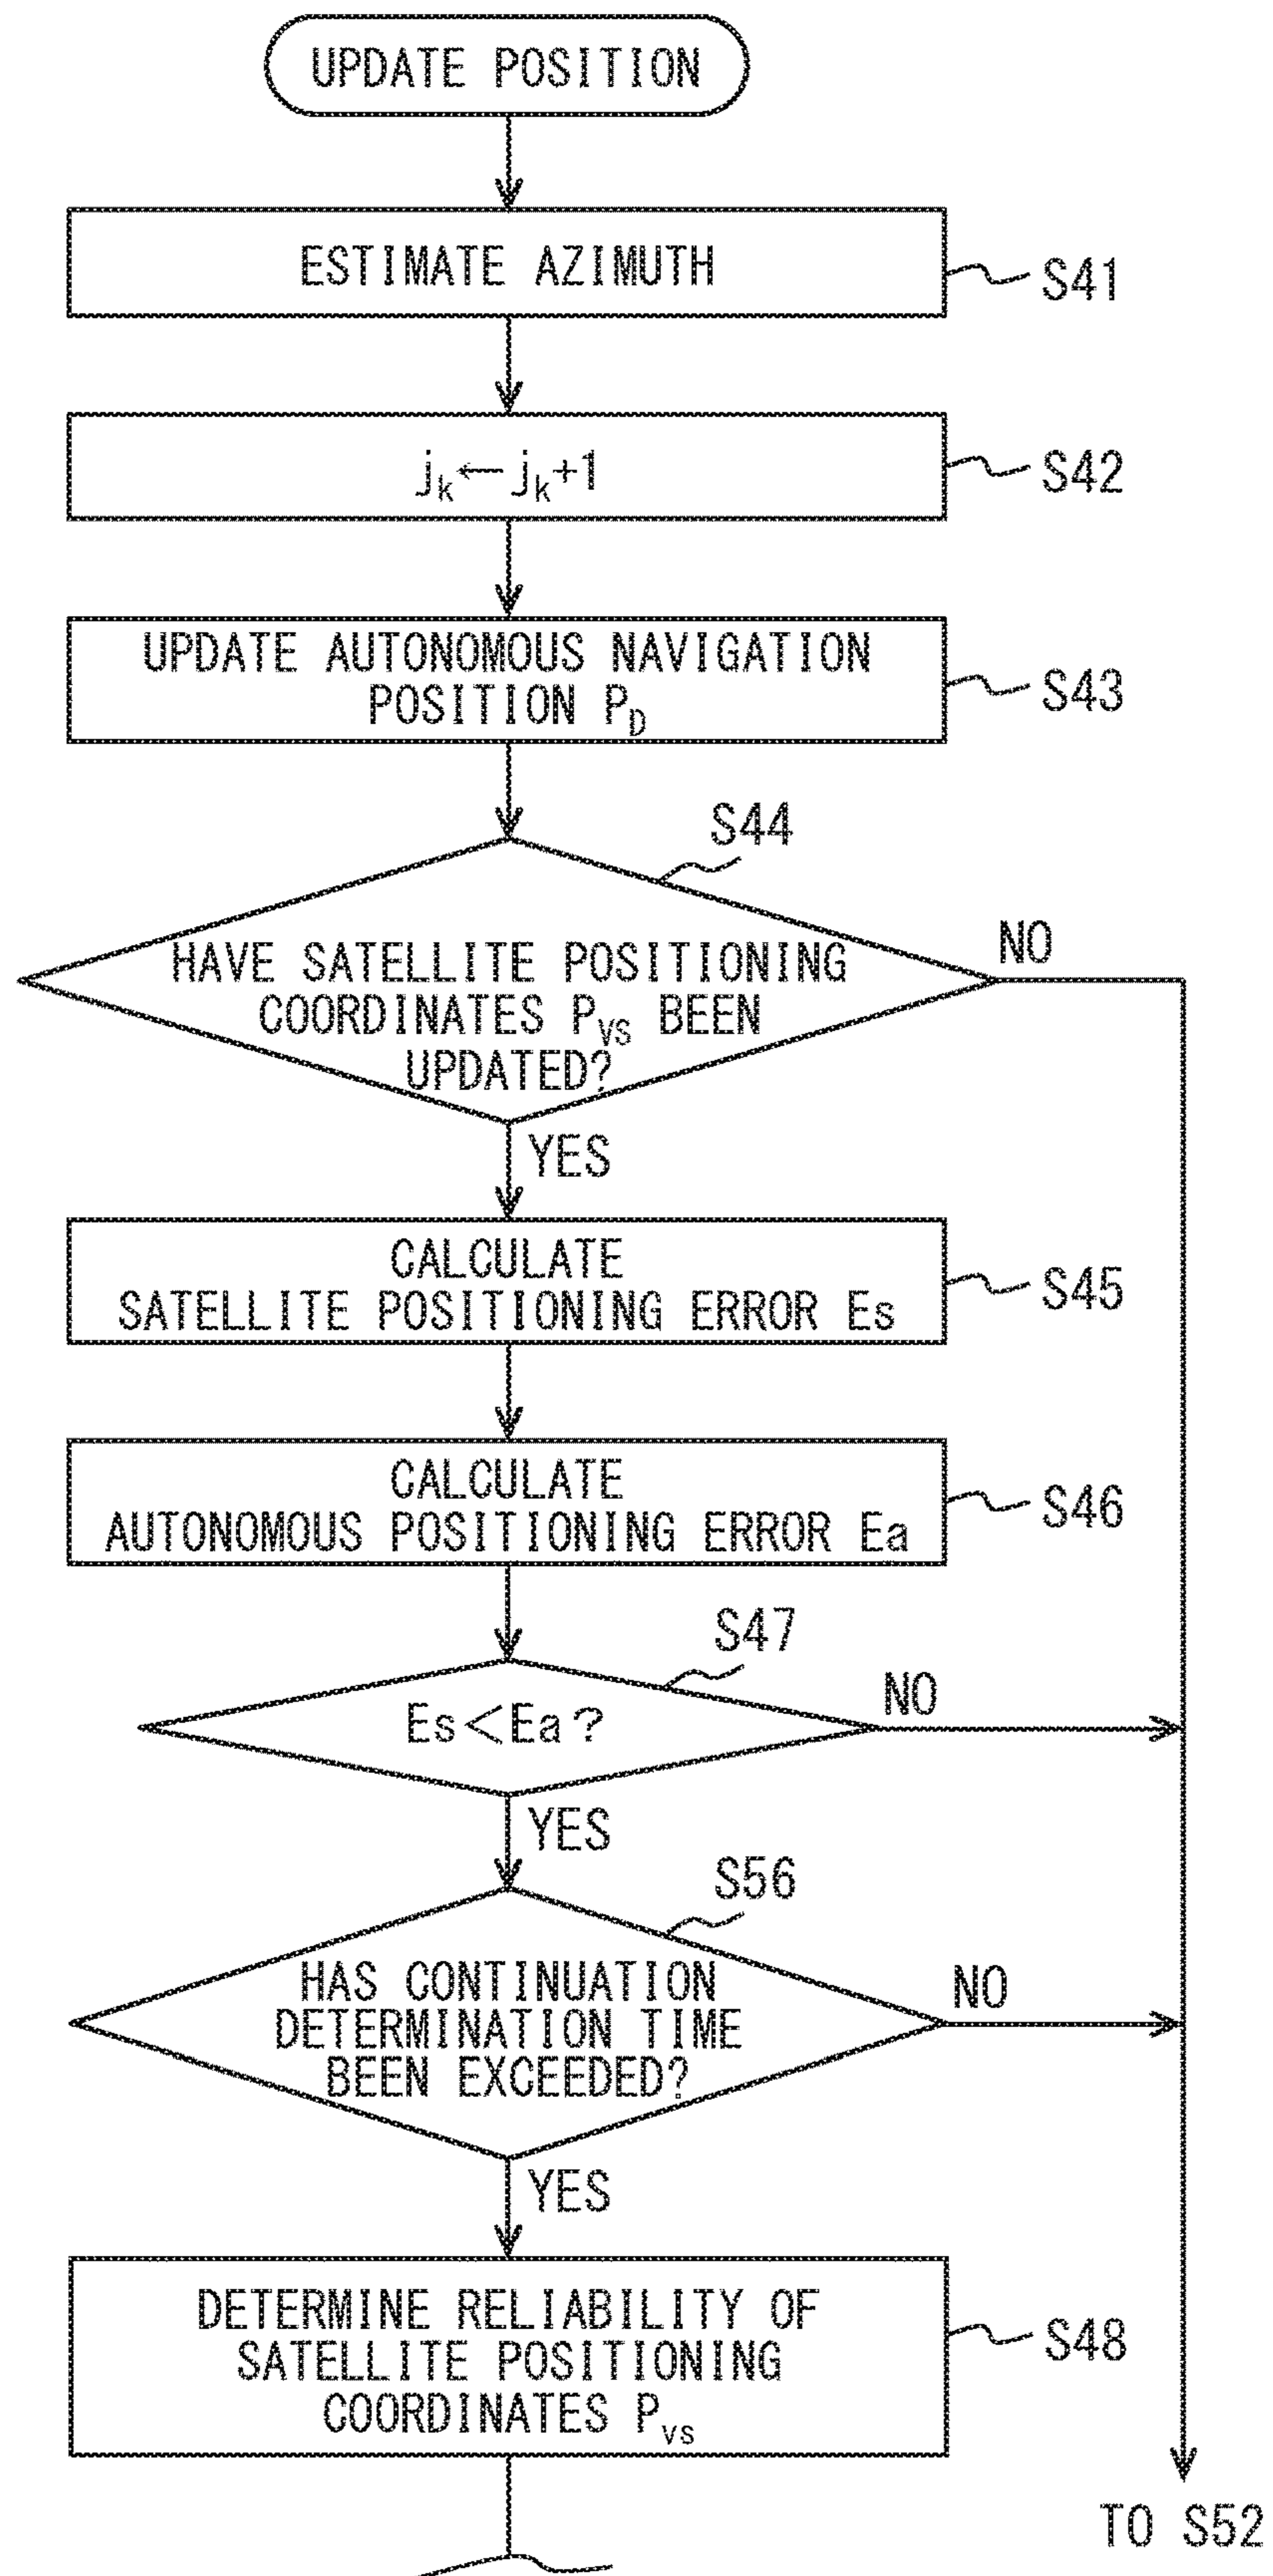 UPDATE POSITION
ESTIMATE AZIMUTH
S41
jk←jk+1
S42
UPDATE AUTONOMOUS NAVIGATION
POSITION PD
S43
S44
HAVE SATELLITE POSITIONING
COORDINATES PVS BEEN
UPDATED?
NO
YES
CALCULATE
SATELLITE POSITIONING ERROR Es
S45
CALCULATE
AUTONOMOUS POSITIONING ERROR Ea
S46
S47
Es<Ea?
NO
YES
S56
HAS CONTINUATION
DETERMINATION TIME
BEEN EXCEEDED?
NO
YES
DETERMINE RELIABILITY OF
SATELLITE POSITIONING
COORDINATES Pvs
S48
TO S52